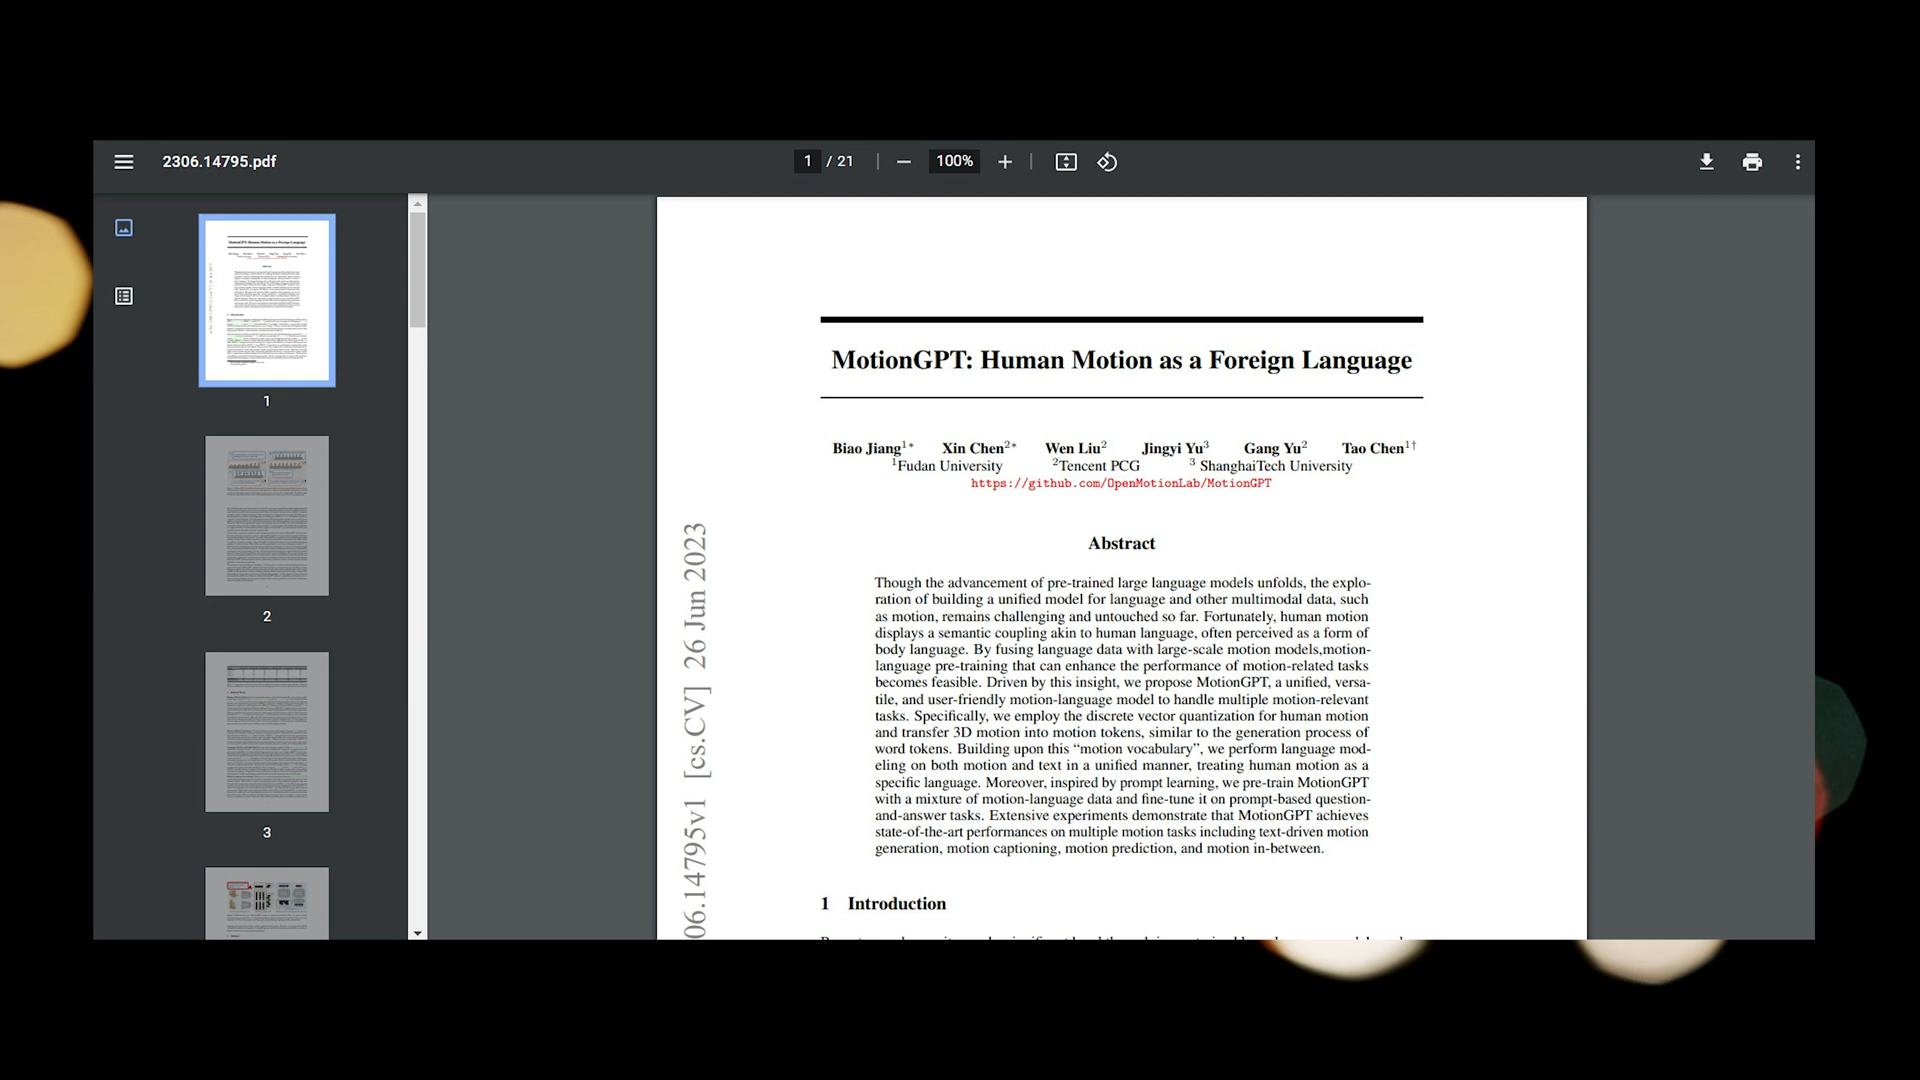 2306.14795.pdf
1 / 21
100%
1
2
3
MotionGPT: Human Motion as a Foreign Language
Biao Jiang1* Xin Chen2* Wen Liu2 Jingyi Yu3 Gang Yu2 Tao Chen1†
1Fudan University 2Tencent PCG 3 ShanghaiTech University
https://github.com/OpenMotionLab/MotionGPT
06.14795v1 [cs.CV] 26 Jun 2023
Abstract
Though the advancement of pre-trained large language models unfolds, the explo-
ration of building a unified model for language and other multimodal data, such
as motion, remains challenging and untouched so far. Fortunately, human motion
displays a semantic coupling akin to human language, often perceived as a form of
body language. By fusing language data with large-scale motion models,motion-
language pre-training that can enhance the performance of motion-related tasks
becomes feasible. Driven by this insight, we propose MotionGPT, a unified, versa-
tile, and user-friendly motion-language model to handle multiple motion-relevant
tasks. Specifically, we employ the discrete vector quantization for human motion
and transfer 3D motion into motion tokens, similar to the generation process of
word tokens. Building upon this “motion vocabulary”, we perform language mod-
eling on both motion and text in a unified manner, treating human motion as a
specific language. Moreover, inspired by prompt learning, we pre-train MotionGPT
with a mixture of motion-language data and fine-tune it on prompt-based question-
and-answer tasks. Extensive experiments demonstrate that MotionGPT achieves
state-of-the-art performances on multiple motion tasks including text-driven motion
generation, motion captioning, motion prediction, and motion in-between.
1 Introduction